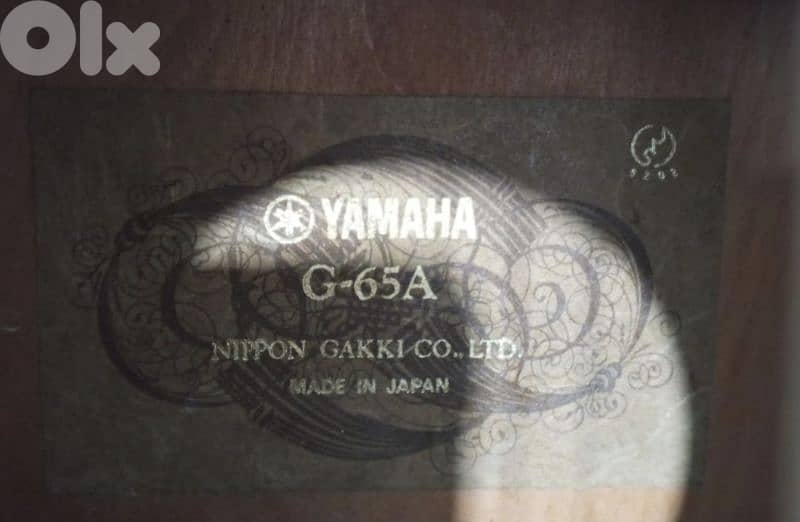 Olx
YAMAHA
G-65A
NIPPON GAKKI CO., LTD.
MADE IN JAPAN